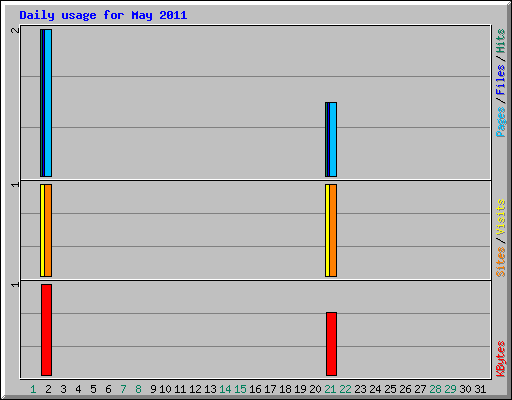 Daily usage for May 2011
2
Pages/Files/Hits
1
Sites/Visits
1
KBytes
1 2 3 4 5 6 7 8 9 10 11 12 13 14 15 16 17 18 19 20 21 22 23 24 25 26 27 28 29 30 31